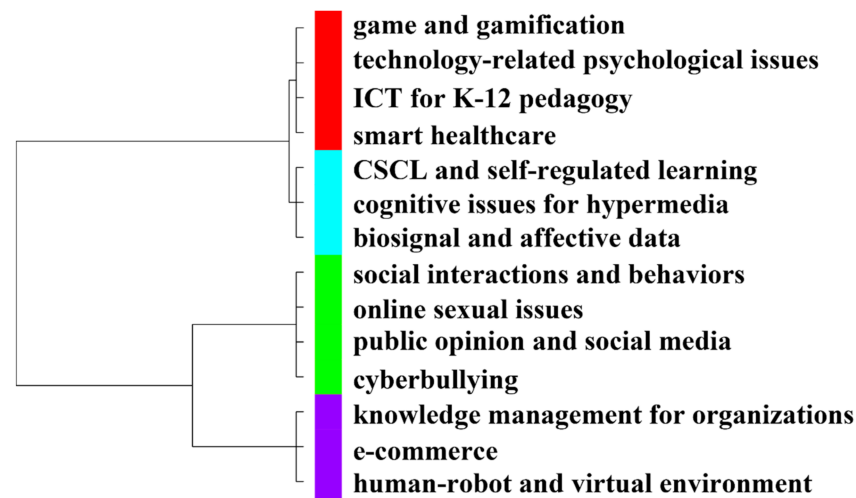 game and gamification
technology-related psychological issues
ICT for K-12 pedagogy
smart healthcare
CSCL and self-regulated learning
cognitive issues for hypermedia
biosignal and affective data
social interactions and behaviors
online sexual issues
public opinion and social media
cyberbullying
knowledge management for organizations
e-commerce
human-robot and virtual environment